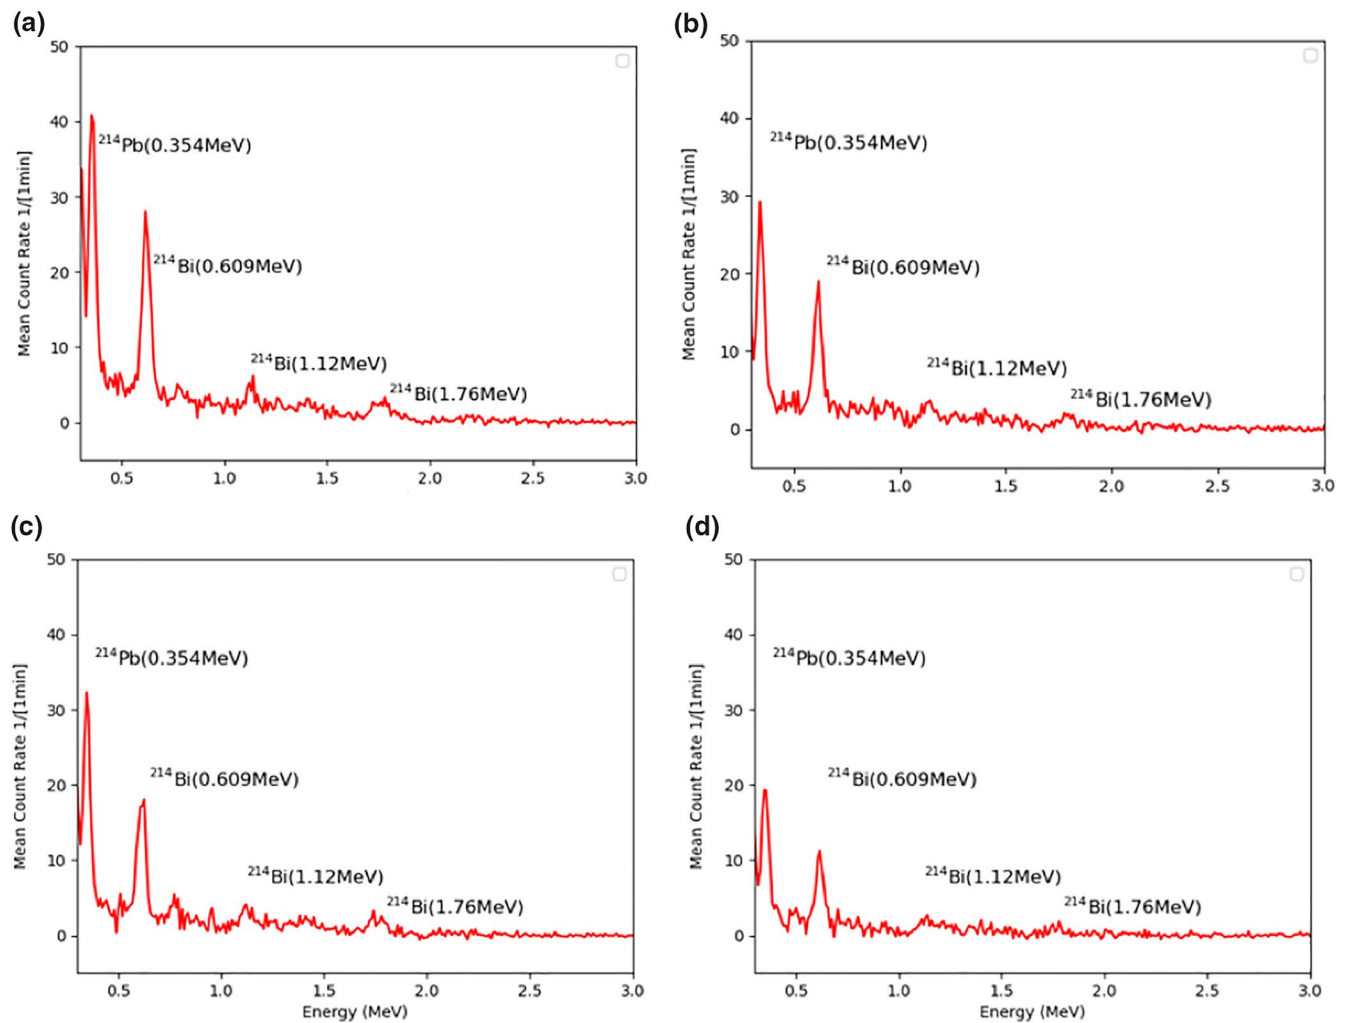 (a)
50
40
30
20
10
0
Mean Count Rate 1/[1min]
²¹⁴Pb(0.354MeV)
²¹⁴Bi(0.609MeV)
²¹⁴Bi(1.12MeV)
²¹⁴Bi(1.76MeV)
0.5 1.0 1.5 2.0 2.5 3.0
(b)
50
40
30
20
10
0
Mean Count Rate 1/[1min]
²¹⁴Pb(0.354MeV)
²¹⁴Bi(0.609MeV)
²¹⁴Bi(1.12MeV)
²¹⁴Bi(1.76MeV)
0.5 1.0 1.5 2.0 2.5 3.0
(c)
50
40
30
20
10
0
Mean Count Rate 1/[1min]
²¹⁴Pb(0.354MeV)
²¹⁴Bi(0.609MeV)
²¹⁴Bi(1.12MeV)
²¹⁴Bi(1.76MeV)
0.5 1.0 1.5 2.0 2.5 3.0
Energy (MeV)
(d)
50
40
30
20
10
0
Mean Count Rate 1/[1min]
²¹⁴Pb(0.354MeV)
²¹⁴Bi(0.609MeV)
²¹⁴Bi(1.12MeV)
²¹⁴Bi(1.76MeV)
0.5 1.0 1.5 2.0 2.5 3.0
Energy (MeV)